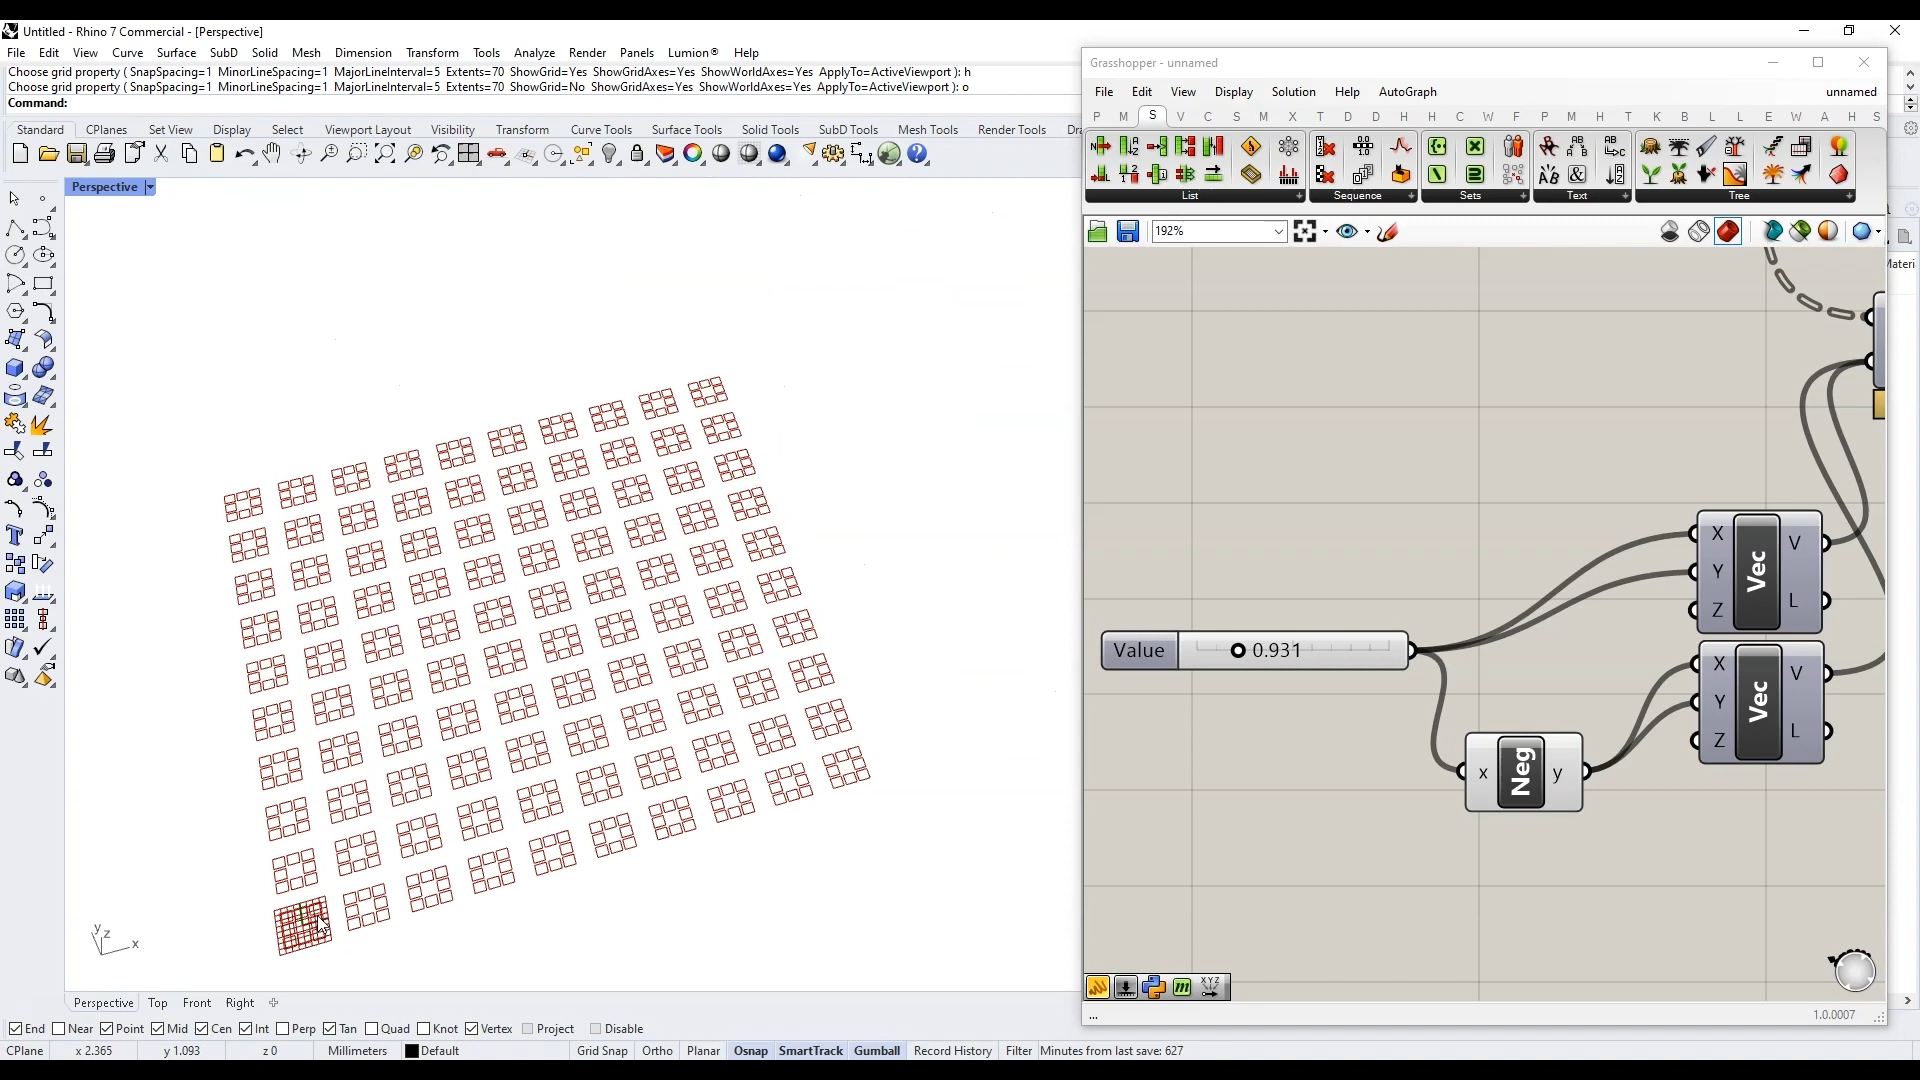 Untitled - Rhino 7 Commercial - [Perspective]
File Edit View Curve Surface SubD Solid Mesh Dimension Transform Tools Analyze Render Panels Lumion® Help
Choose grid property ( SnapSpacing=1 MinorLineSpacing=1 MajorLineInterval=5 Extents=70 ShowGrid=Yes ShowGridAxes=Yes ShowWorldAxes=Yes ApplyTo=ActiveViewport ): h
Choose grid property ( SnapSpacing=1 MinorLineSpacing=1 MajorLineInterval=5 Extents=70 ShowGrid=No ShowGridAxes=Yes ShowWorldAxes=Yes ApplyTo=ActiveViewport ): o
Command:
Standard CPlanes Set View Display Select Viewport Layout Visibility Transform Curve Tools Surface Tools Solid Tools SubD Tools Mesh Tools Render Tools Dra
Perspective
Grasshopper - unnamed
File Edit View Display Solution Help AutoGraph unnamed
P M S V C S M X T D D H H C W F P M H T K B L L E W A H S
List Sequence Sets Text Tree
192%
Materi
X Y Z Vec V L
Value 0.931
X Y Z Vec V L
x Neg y
y z x
Perspective Top Front Right
End Near Point Mid Cen Int Perp Tan Quad Knot Vertex Project Disable
... 1.0.0007
CPlane x 2.365 y 1.093 z 0 Millimeters Default Grid Snap Ortho Planar Osnap SmartTrack Gumball Record History Filter Minutes from last save: 627